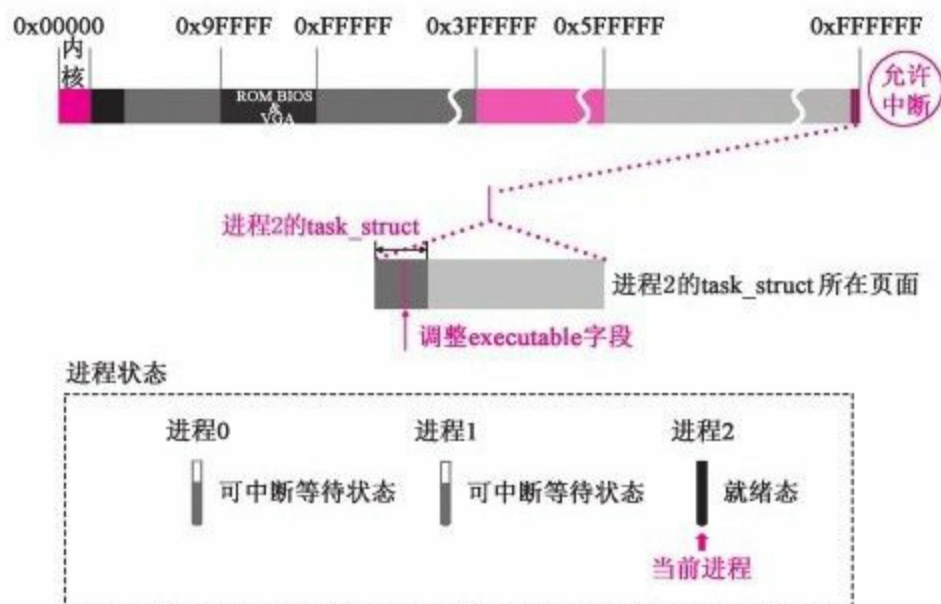 0x00000 0x9FFFF 0xFFFFF 0x3FFFFF 0x5FFFFF 0xFFFFFF
内核
ROM BIOS
&
VGA
允许
中断
进程2的task_struct
进程2的task_struct 所在页面
调整executable字段
进程状态
进程0 进程1 进程2
可中断等待状态 可中断等待状态 就绪态
当前进程